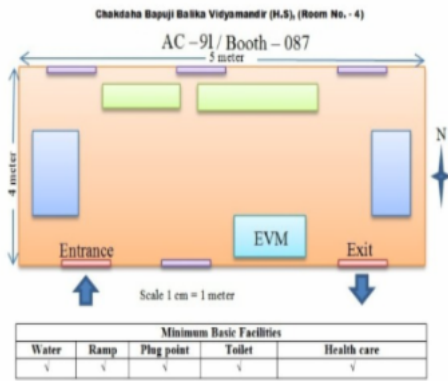 Chakdaha Bapuji Balika Vidyamandir (H.S), (Room No. - 4)
AC –91 / Booth – 087
5 meter
4 meter
N
EVM
Entrance
Exit
Scale 1 cm = 1 meter
Minimum Basic Facilities
Water Ramp Plug point Toilet Health care
√ √ √ √ √